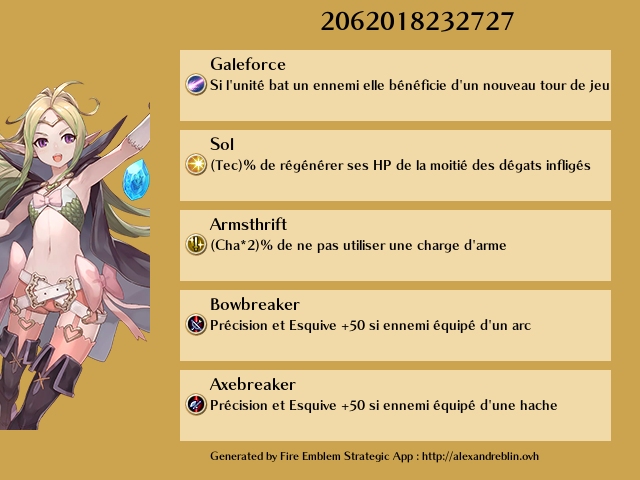 2062018232727
Galeforce
Si l'unité bat un ennemi elle bénéficie d'un nouveau tour de jeu
Sol
(Tec)% de régénérer ses HP de la moitié des dégats infligés
Armsthrift
(Cha*2)% de ne pas utiliser une charge d'arme
Bowbreaker
Précision et Esquive +50 si ennemi équipé d'un arc
Axebreaker
Précision et Esquive +50 si ennemi équipé d'une hache
Generated by Fire Emblem Strategic App : http://alexandreblin.ovh